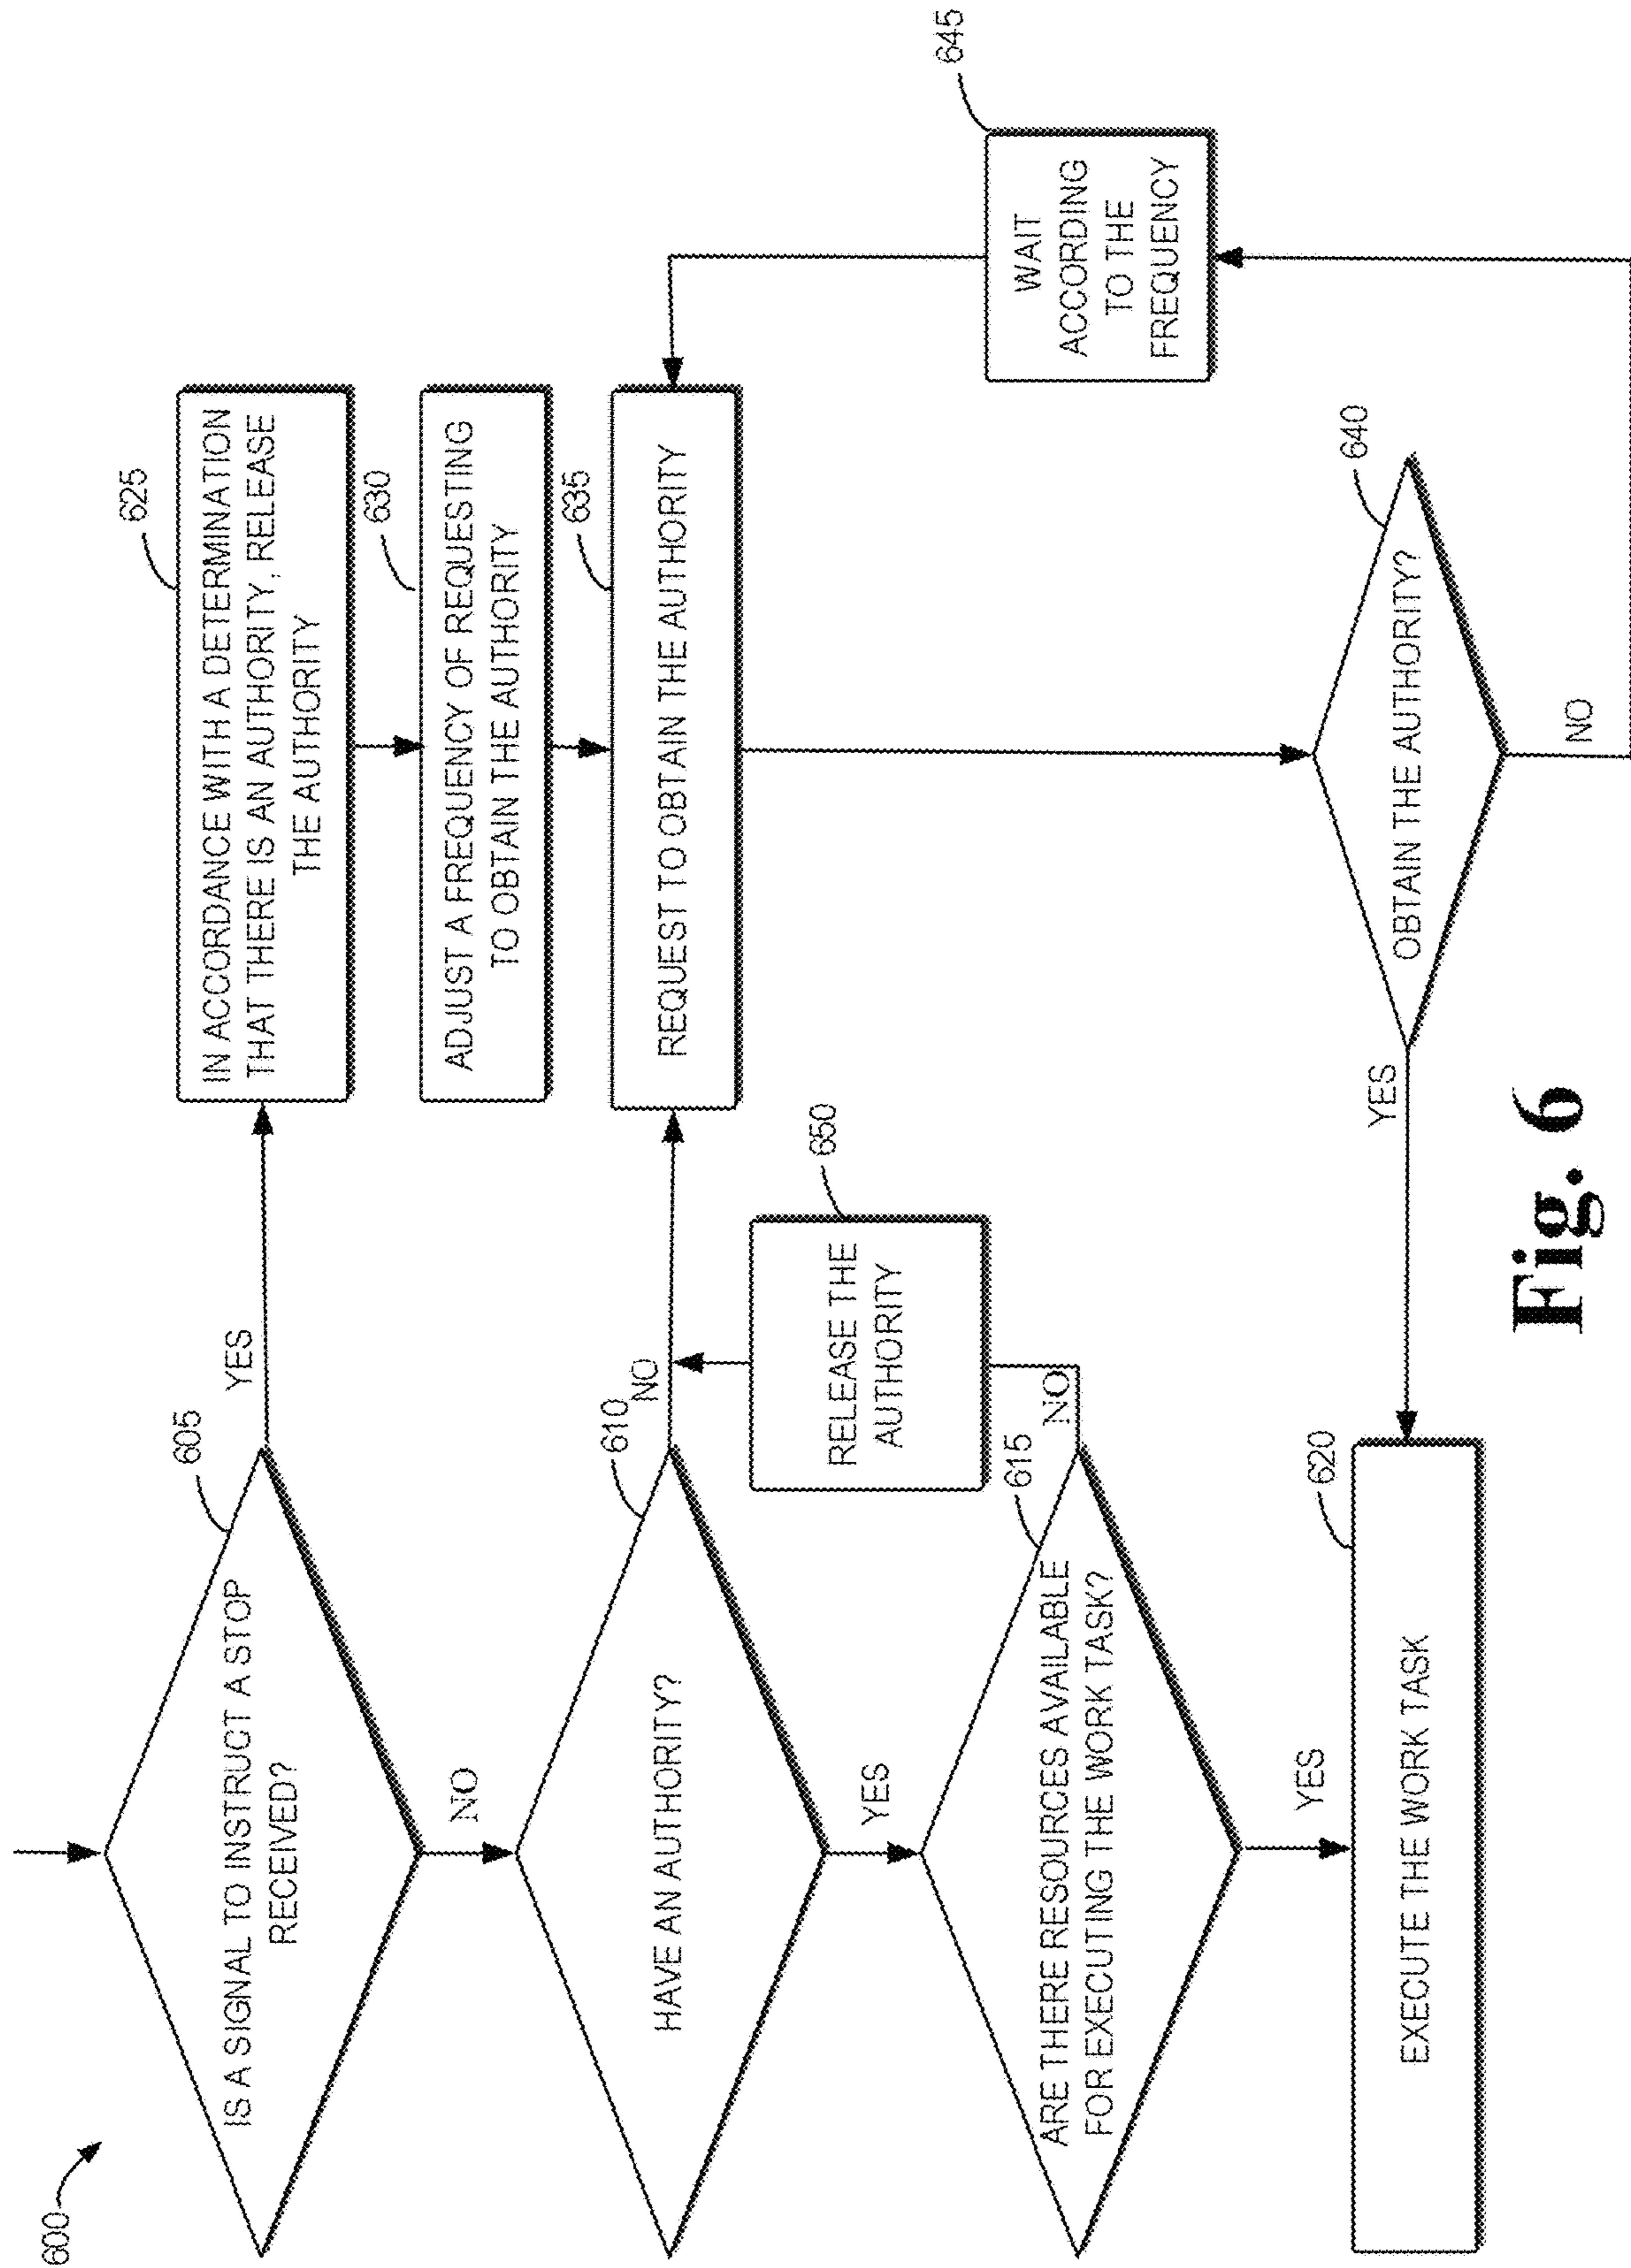 600
605
IS A SIGNAL TO INSTRUCT A STOP
RECEIVED?
YES
NO
625
IN ACCORDANCE WITH A DETERMINATION
THAT THERE IS AN AUTHORITY, RELEASE
THE AUTHORITY
630
ADJUST A FREQUENCY OF REQUESTING
TO OBTAIN THE AUTHORITY
610
HAVE AN AUTHORITY?
NO
YES
635
REQUEST TO OBTAIN THE AUTHORITY
650
RELEASE THE
AUTHORITY
615
ARE THERE RESOURCES AVAILABLE
FOR EXECUTING THE WORK TASK?
NO
YES
645
WAIT
ACCORDING
TO THE
FREQUENCY
620
EXECUTE THE WORK TASK
640
OBTAIN THE AUTHORITY?
YES
NO
Fig. 6